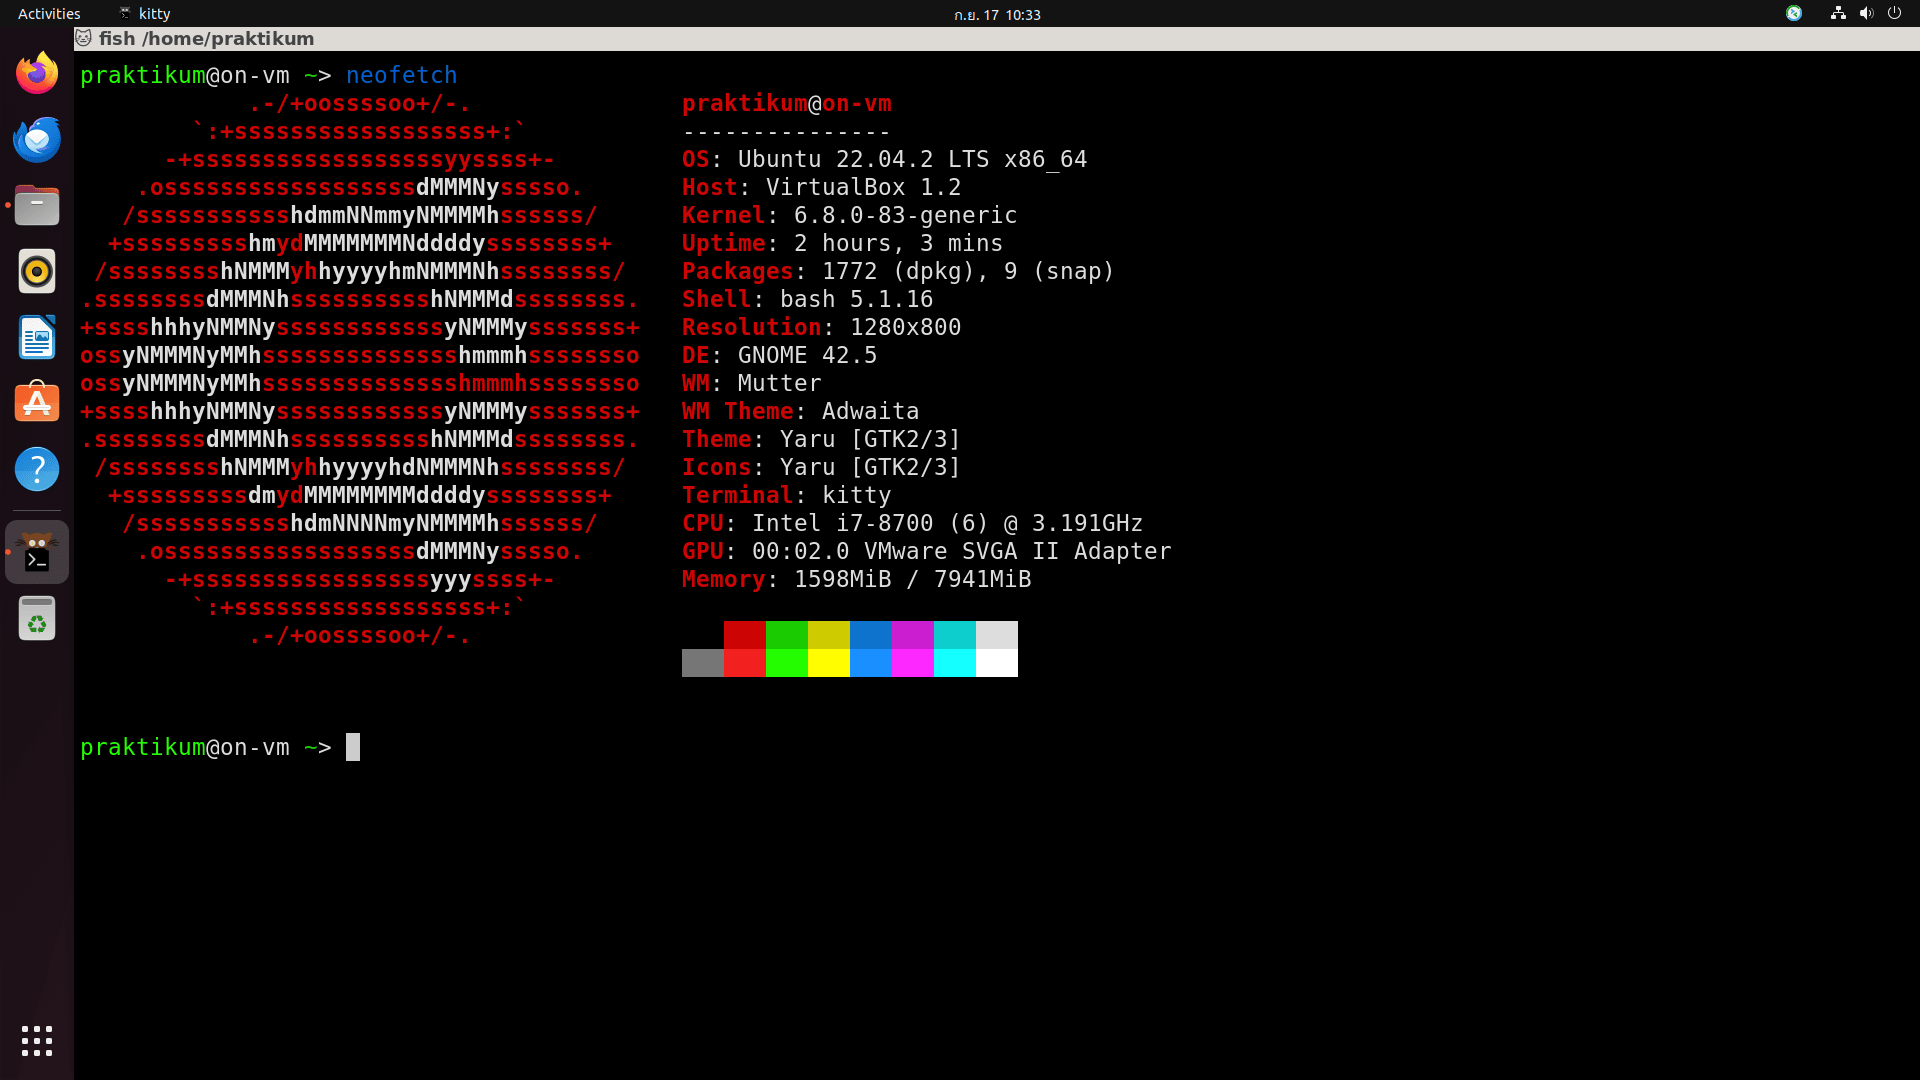 Activities
kitty
ก.ย. 17 10:33
fish /home/praktikum
praktikum@on-vm ~> neofetch
.-/+oossssoo+/-.
`:+ssssssssssssssssss+:`
-+ssssssssssssssssssyyssss+-
.ossssssssssssssssssdMMMNysssso.
/ssssssssssshdmmNNmmyNMMMMhssssss/
+ssssssssshmydMMMMMMMNddddyssssssss+
/sssssssshNMMMyhhyyyyhmNMMMNhssssssss/
.ssssssssdMMMNhsssssssssshNMMMdssssssss.
+sssshhhyNMMNyssssssssssssyNMMMysssssss+
ossyNMMMNyMMhsssssssssssssshmmmhssssssso
ossyNMMMNyMMhsssssssssssssshmmmhssssssso
+sssshhhyNMMNyssssssssssssyNMMMysssssss+
.ssssssssdMMMNhsssssssssshNMMMdssssssss.
/sssssssshNMMMyhhyyyyhdNMMMNhssssssss/
+sssssssssdmydMMMMMMMMddddyssssssss+
/ssssssssssshdmNNNNmyNMMMMhssssss/
.ossssssssssssssssssdMMMNysssso.
-+sssssssssssssssssyyyssss+-
`:+ssssssssssssssssss+:`
.-/+oossssoo+/-.
praktikum@on-vm
---------------
OS: Ubuntu 22.04.2 LTS x86_64
Host: VirtualBox 1.2
Kernel: 6.8.0-83-generic
Uptime: 2 hours, 3 mins
Packages: 1772 (dpkg), 9 (snap)
Shell: bash 5.1.16
Resolution: 1280x800
DE: GNOME 42.5
WM: Mutter
WM Theme: Adwaita
Theme: Yaru [GTK2/3]
Icons: Yaru [GTK2/3]
Terminal: kitty
CPU: Intel i7-8700 (6) @ 3.191GHz
GPU: 00:02.0 VMware SVGA II Adapter
Memory: 1598MiB / 7941MiB
praktikum@on-vm ~>